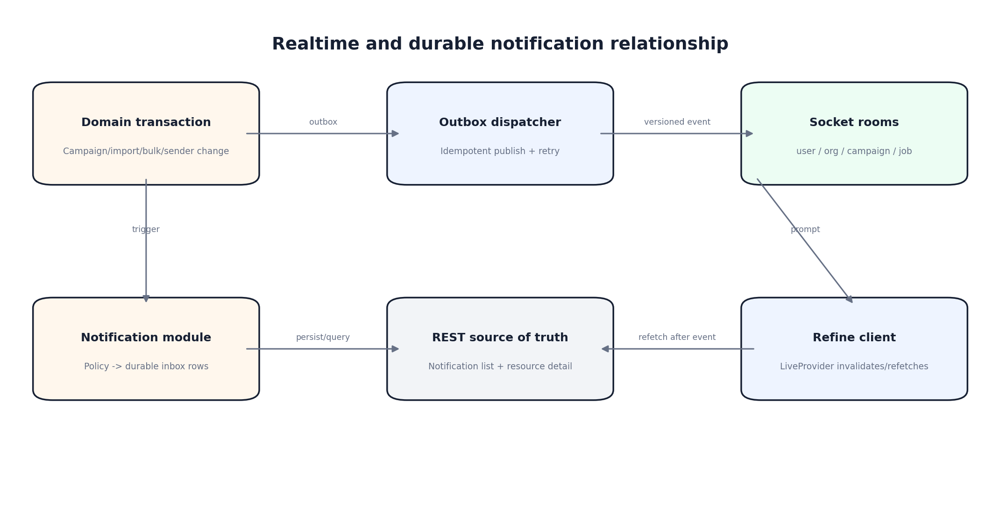 Realtime and durable notification relationship
Domain transaction
Campaign/import/bulk/sender change
outbox
Outbox dispatcher
Idempotent publish + retry
versioned event
Socket rooms
user / org / campaign / job
trigger
prompt
Notification module
Policy -> durable inbox rows
persist/query
REST source of truth
Notification list + resource detail
refetch after event
Refine client
LiveProvider invalidates/refetches